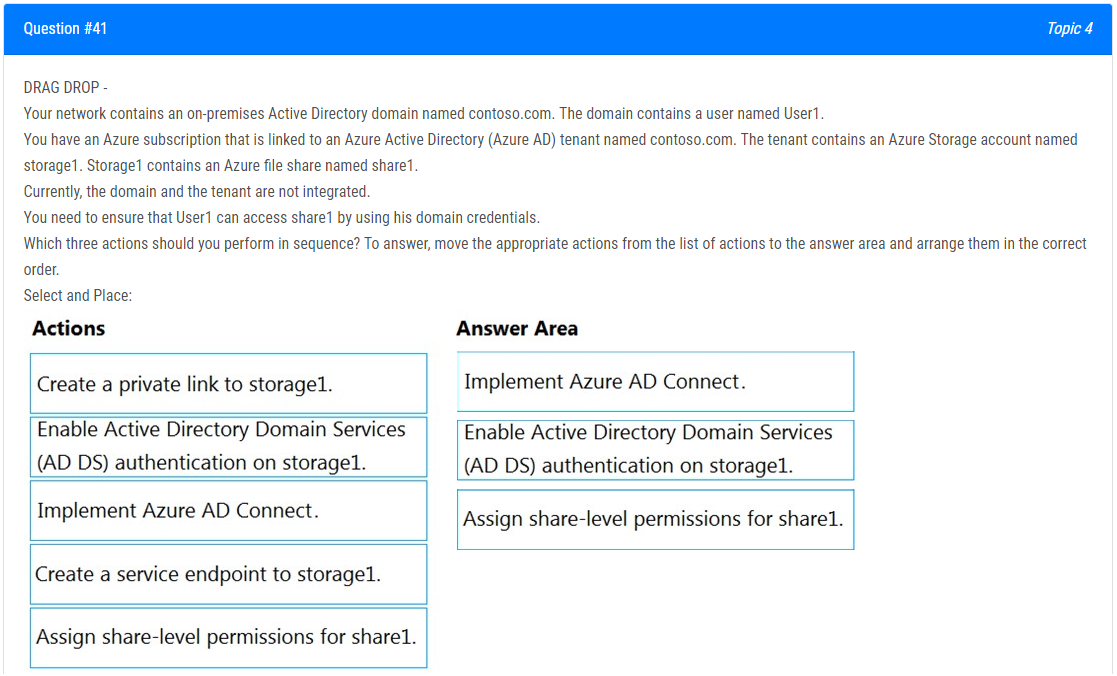 Question #41
Topic 4
DRAG DROP -
Your network contains an on-premises Active Directory domain named contoso.com. The domain contains a user named User1.
You have an Azure subscription that is linked to an Azure Active Directory (Azure AD) tenant named contoso.com. The tenant contains an Azure Storage account named
storage1. Storage1 contains an Azure file share named share1.
Currently, the domain and the tenant are not integrated.
You need to ensure that User1 can access share1 by using his domain credentials.
Which three actions should you perform in sequence? To answer, move the appropriate actions from the list of actions to the answer area and arrange them in the correct
order.
Select and Place:
Actions
Create a private link to storage1.
Enable Active Directory Domain Services
(AD DS) authentication on storage1.
Implement Azure AD Connect.
Create a service endpoint to storage1.
Assign share-level permissions for share1.
Answer Area
Implement Azure AD Connect.
Enable Active Directory Domain Services
(AD DS) authentication on storage1.
Assign share-level permissions for share1.